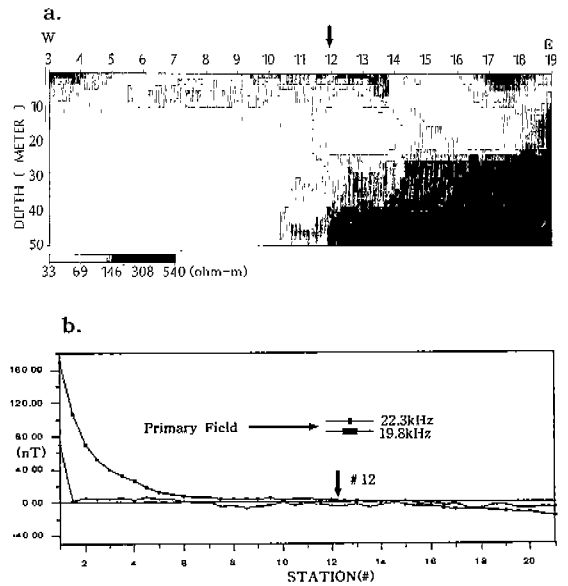 a.
W E
3 4 5 6 7 8 9 10 11 12 13 14 15 16 17 18 19
DEPTH ( METER )
10
20
30
40
50
33 69 146 308 540 (ohm-m)
b.
160.00
120.00
80.00
(nT)
40.00
0.00
-40.00
Primary Field
22.3kHz
19.8kHz
#12
2 4 6 8 10 12 14 16 18 20
STATION(#)